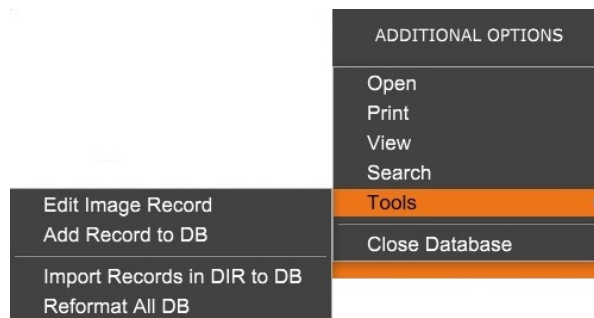 ADDITIONAL OPTIONS
Open
Print
View
Search
Tools
Close Database
Edit Image Record
Add Record to DB
Import Records in DIR to DB
Reformat All DB